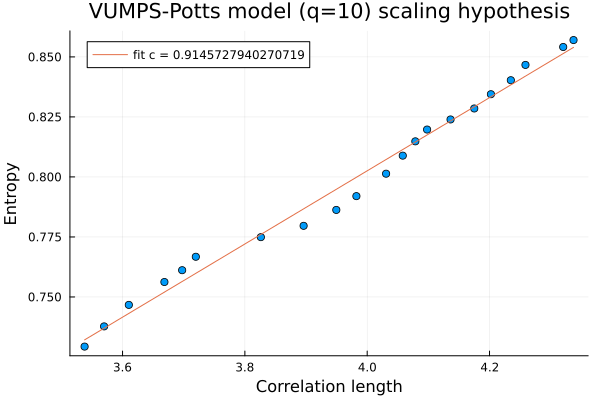 VUMPS-Potts model (q=10) scaling hypothesis
fit c = 0.9145727940270719
0.850
0.825
0.800
0.775
0.750
Entropy
3.6
3.8
4.0
4.2
Correlation length